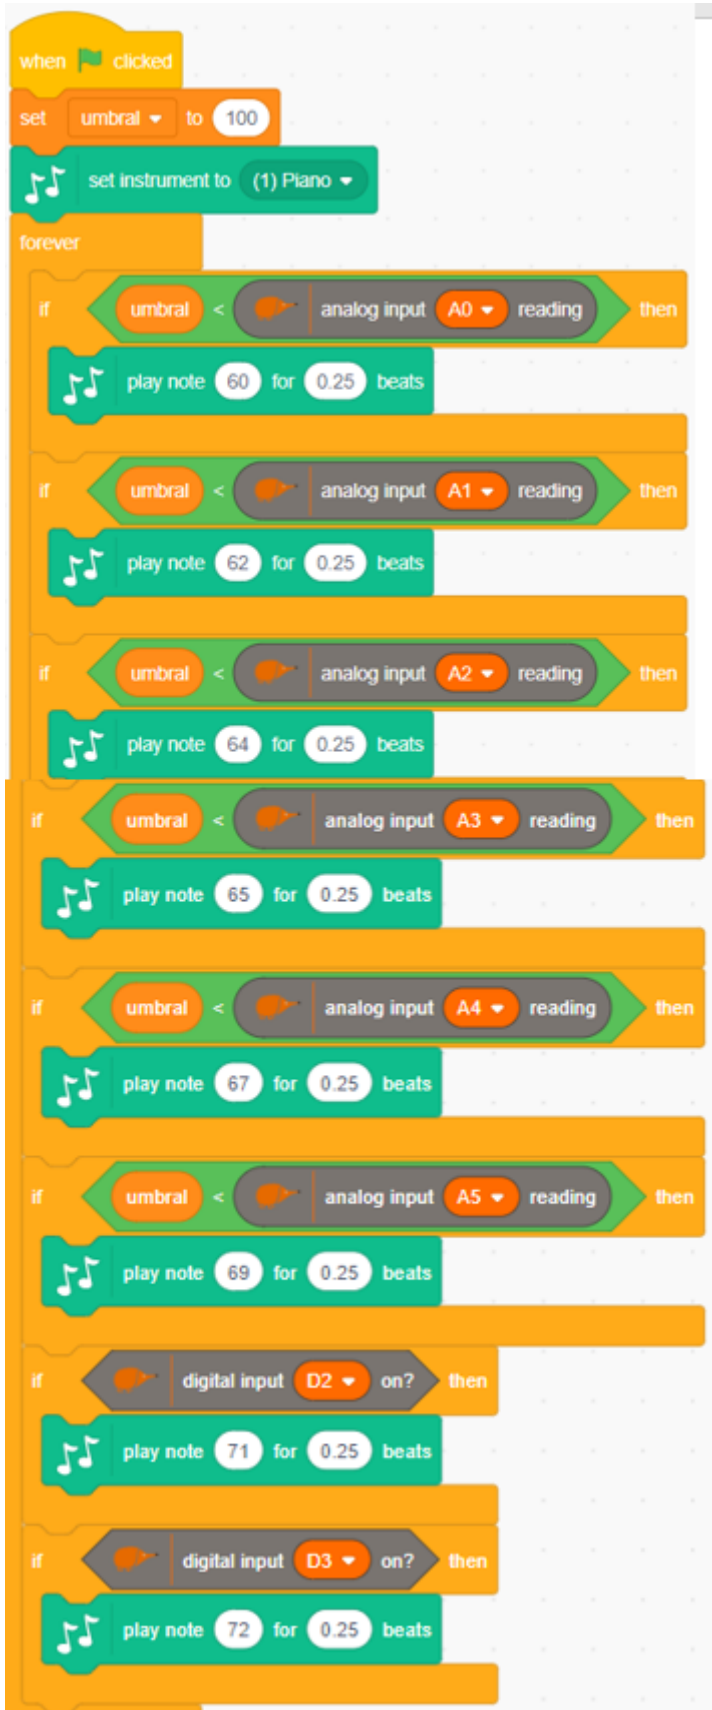 when clicked
set umbral to 100
set instrument to (1) Piano
forever
if umbral < analog input A0 reading then
play note 60 for 0.25 beats
if umbral < analog input A1 reading then
play note 62 for 0.25 beats
if umbral < analog input A2 reading then
play note 64 for 0.25 beats
if umbral < analog input A3 reading then
play note 65 for 0.25 beats
if umbral < analog input A4 reading then
play note 67 for 0.25 beats
if umbral < analog input A5 reading then
play note 69 for 0.25 beats
if digital input D2 on? then
play note 71 for 0.25 beats
if digital input D3 on? then
play note 72 for 0.25 beats